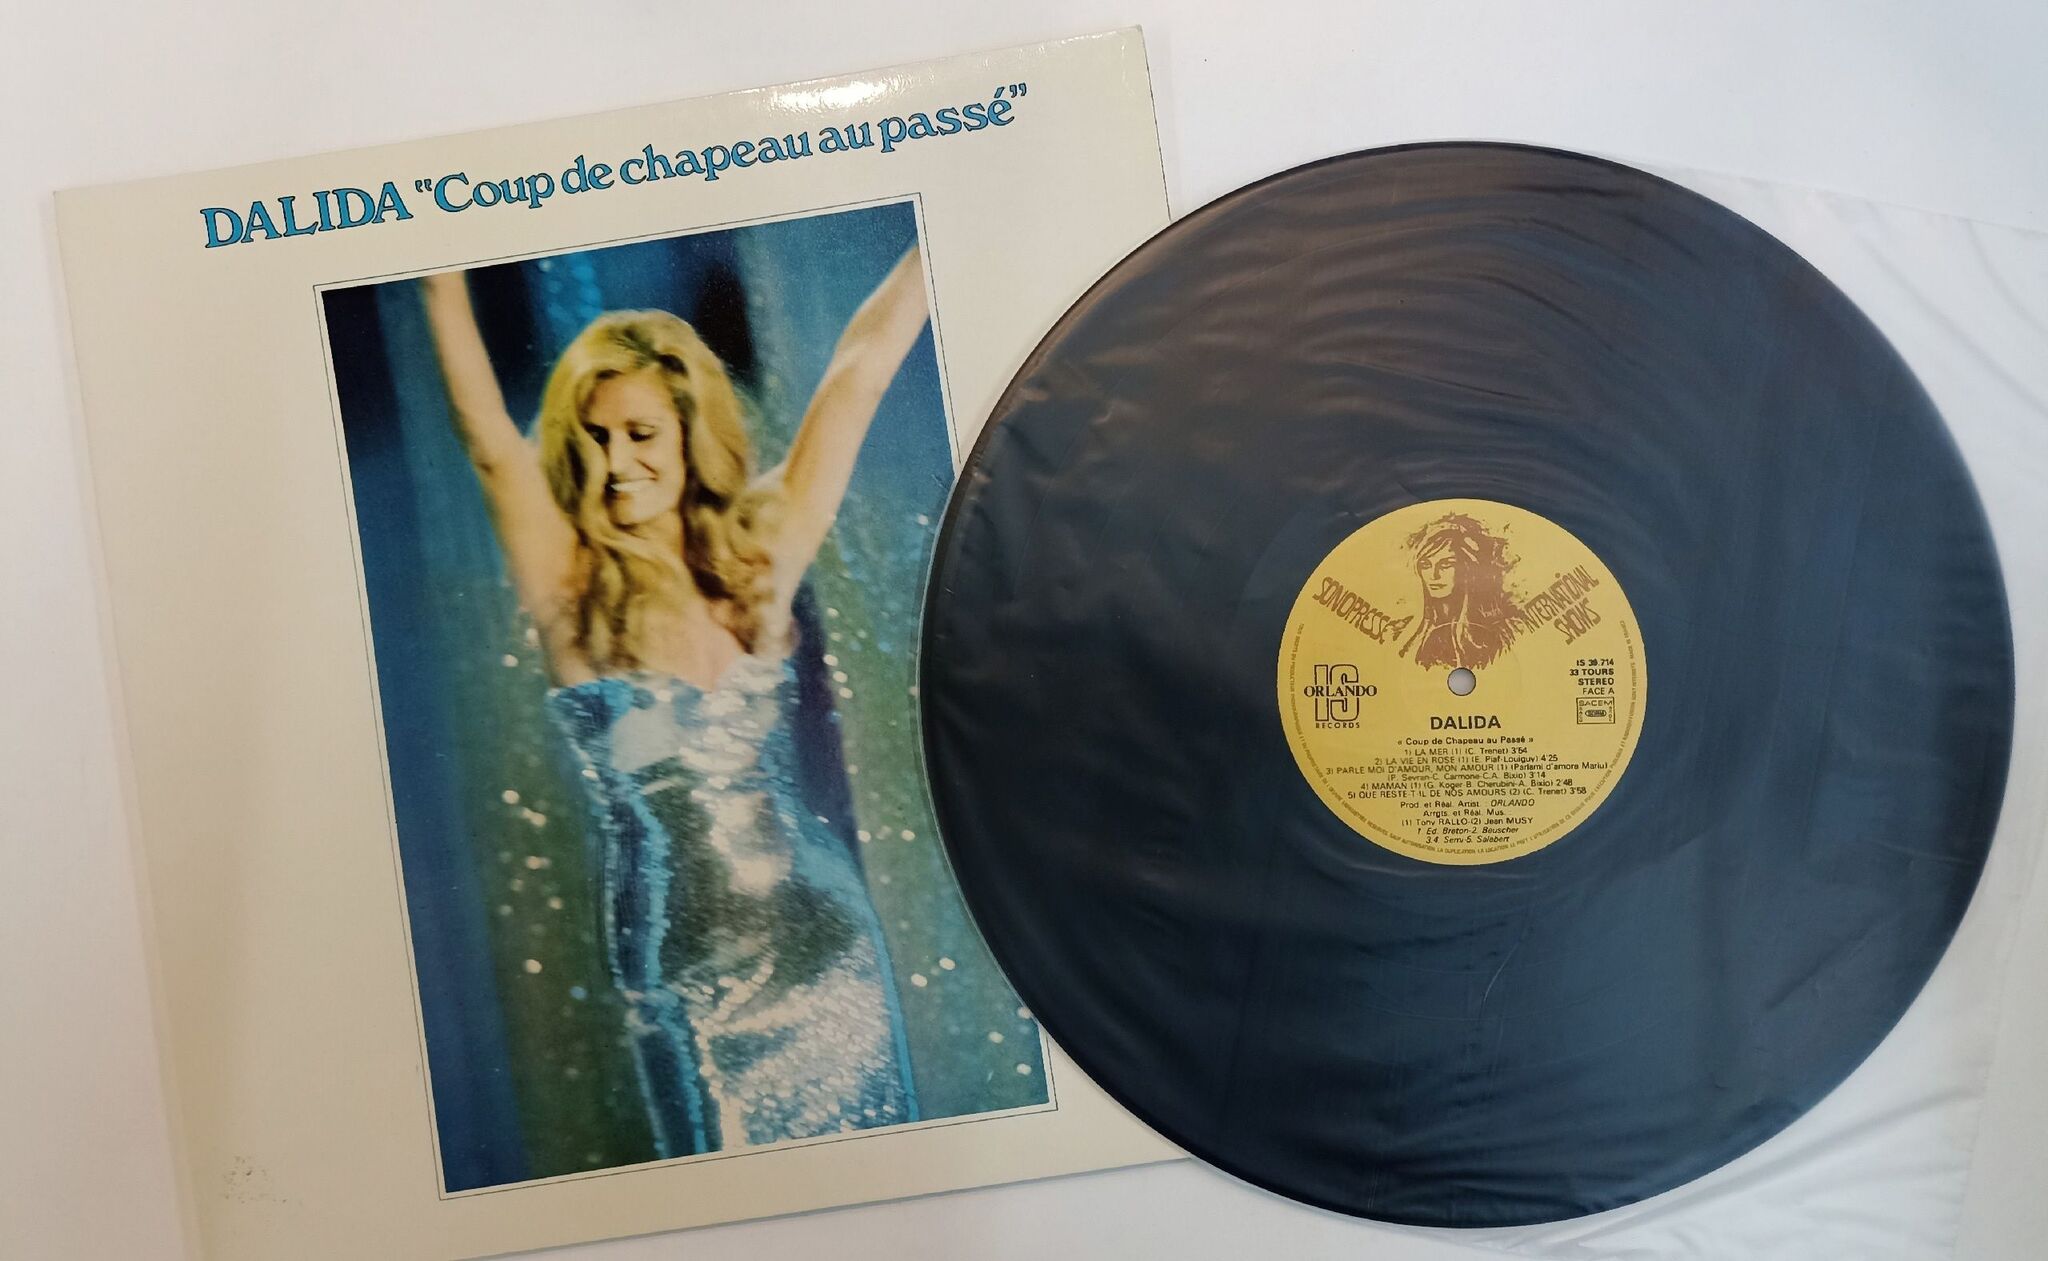 DALIDA "Coup de chapeau au passé"
SONOPRESSE
INTERNATIONAL
SHOWS
IS
ORLANDO
RECORDS
IS 39.714
33 TOURS
STEREO
FACE A
SACEM
DALIDA
« Coup de Chapeau au Passé »
1) LA MER (1) (C. Trenet) 3'54
2) LA VIE EN ROSE (1) (E. Piaf-Louiguy) 4'25
3) PARLE MOI D'AMOUR, MON AMOUR (1) (Parlami d'amore Mariu)
(P. Sevran-C. Carmone-C.A. Bixio) 3'14
4) MAMAN (1) (G. Koger-B. Cherubini-A. Bixio) 2'48
5) QUE RESTE-T-IL DE NOS AMOURS (2) (C. Trenet) 3'58
Prod. et Réal. Artist. : ORLANDO
Arrgts. et Réal. Mus. :
(1) Tony RALLO-(2) Jean MUSY
1. Ed. Breton-2. Beuscher
3.4. Semi-5. Salabert